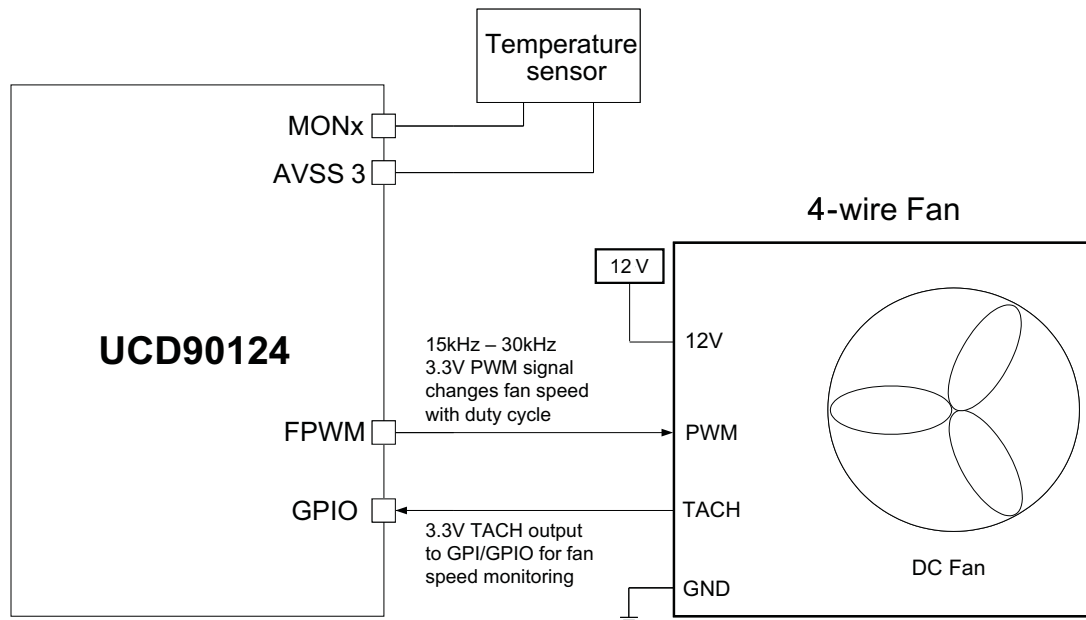 Temperature
sensor
MONx
AVSS 3
4-wire Fan
12 V
12V
UCD90124
15kHz – 30kHz
3.3V PWM signal
changes fan speed
with duty cycle
FPWM
PWM
GPIO
TACH
3.3V TACH output
to GPI/GPIO for fan
speed monitoring
DC Fan
GND